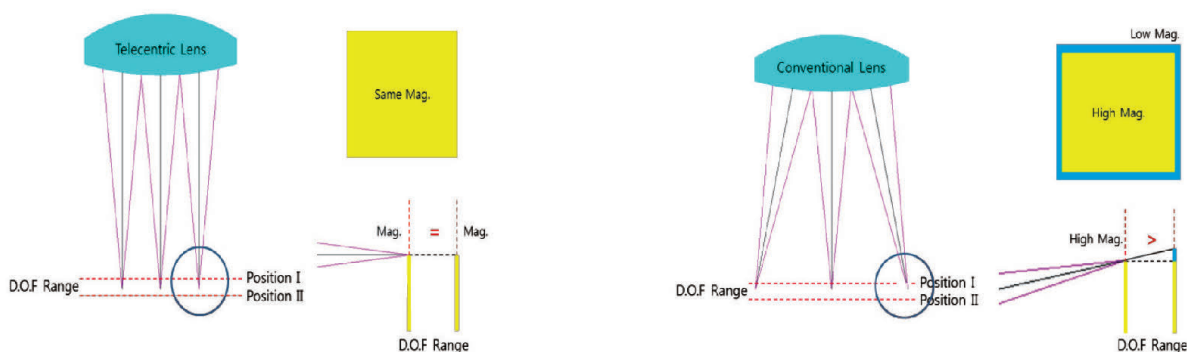 Telecentric Lens
Same Mag.
Mag. = Mag.
D.O.F Range
Position Ⅰ
Position Ⅱ
D.O.F Range
Conventional Lens
Low Mag.
High Mag.
High Mag. >
D.O.F Range
Position Ⅰ
Position Ⅱ
D.O.F Range